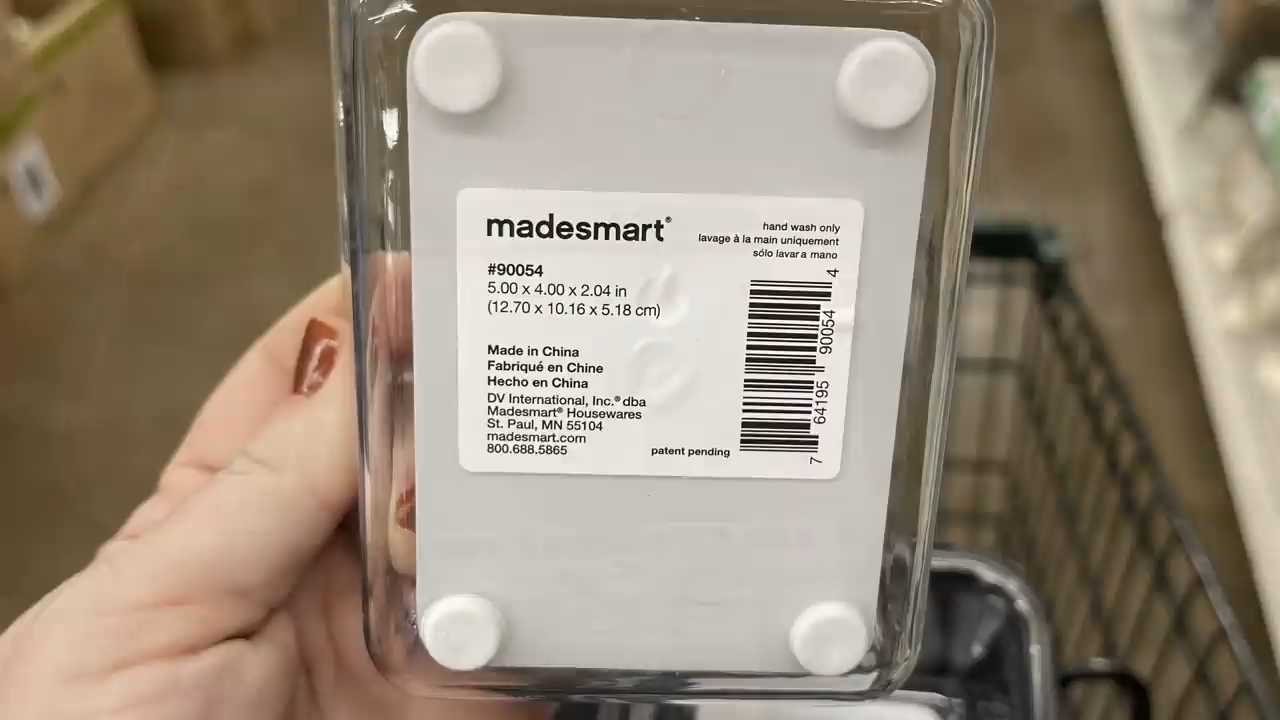 madesmart®
hand wash only
lavage à la main uniquement
sólo lavar a mano
#90054
5.00 x 4.00 x 2.04 in
(12.70 x 10.16 x 5.18 cm)
Made in China
Fabriqué en Chine
Hecho en China
DV International, Inc.® dba
Madesmart® Housewares
St. Paul, MN 55104
madesmart.com
800.688.5865
patent pending
7 64195 90054 4